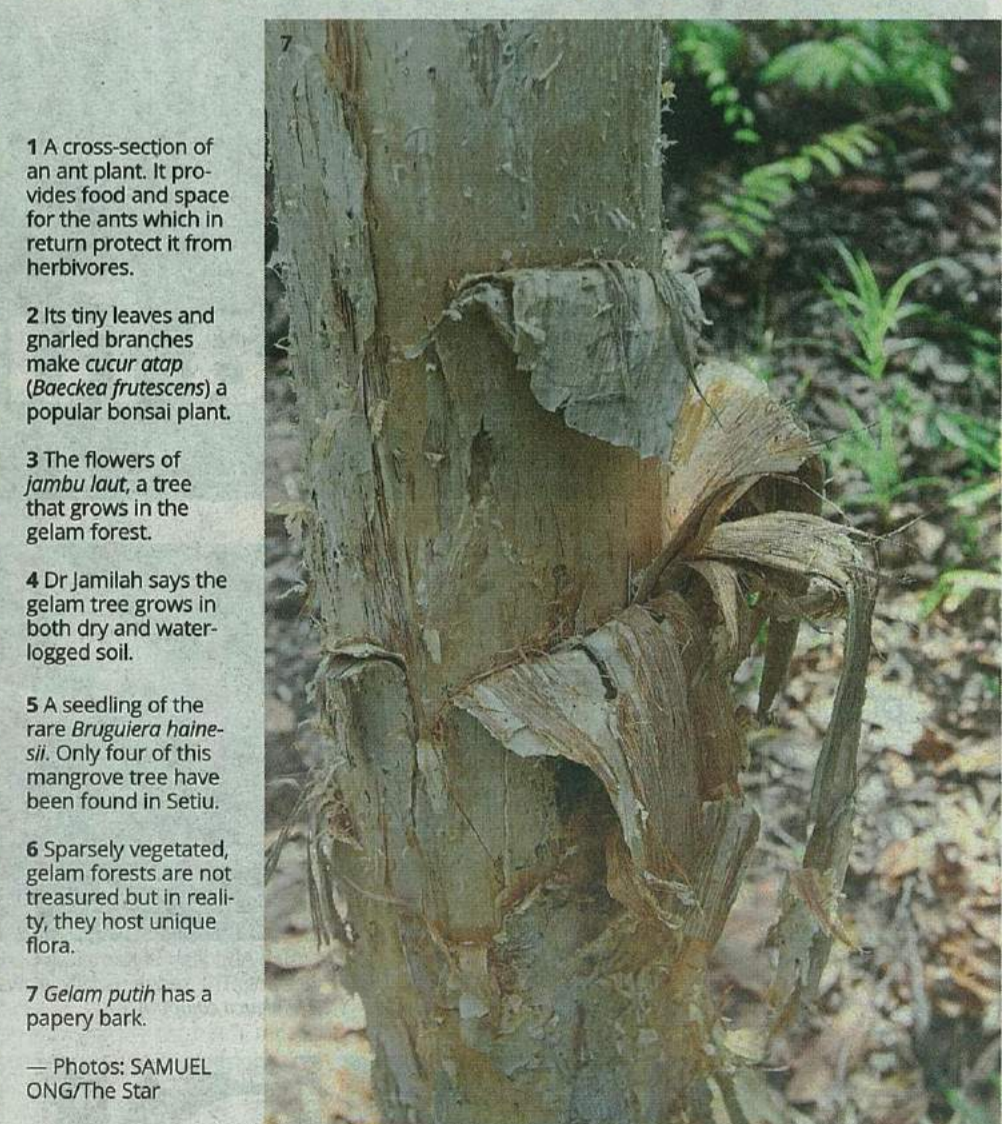 7
1 A cross-section of
an ant plant. It pro-
vides food and space
for the ants which in
return protect it from
herbivores.
2 Its tiny leaves and
gnarled branches
make cucur atap
(Baeckea frutescens) a
popular bonsai plant.
3 The flowers of
jambu laut, a tree
that grows in the
gelam forest.
4 Dr Jamilah says the
gelam tree grows in
both dry and water-
logged soil.
5 A seedling of the
rare Bruguiera haine-
sii. Only four of this
mangrove tree have
been found in Setiu.
6 Sparsely vegetated,
gelam forests are not
treasured but in reali-
ty, they host unique
flora.
7 Gelam putih has a
papery bark.
— Photos: SAMUEL
ONG/The Star